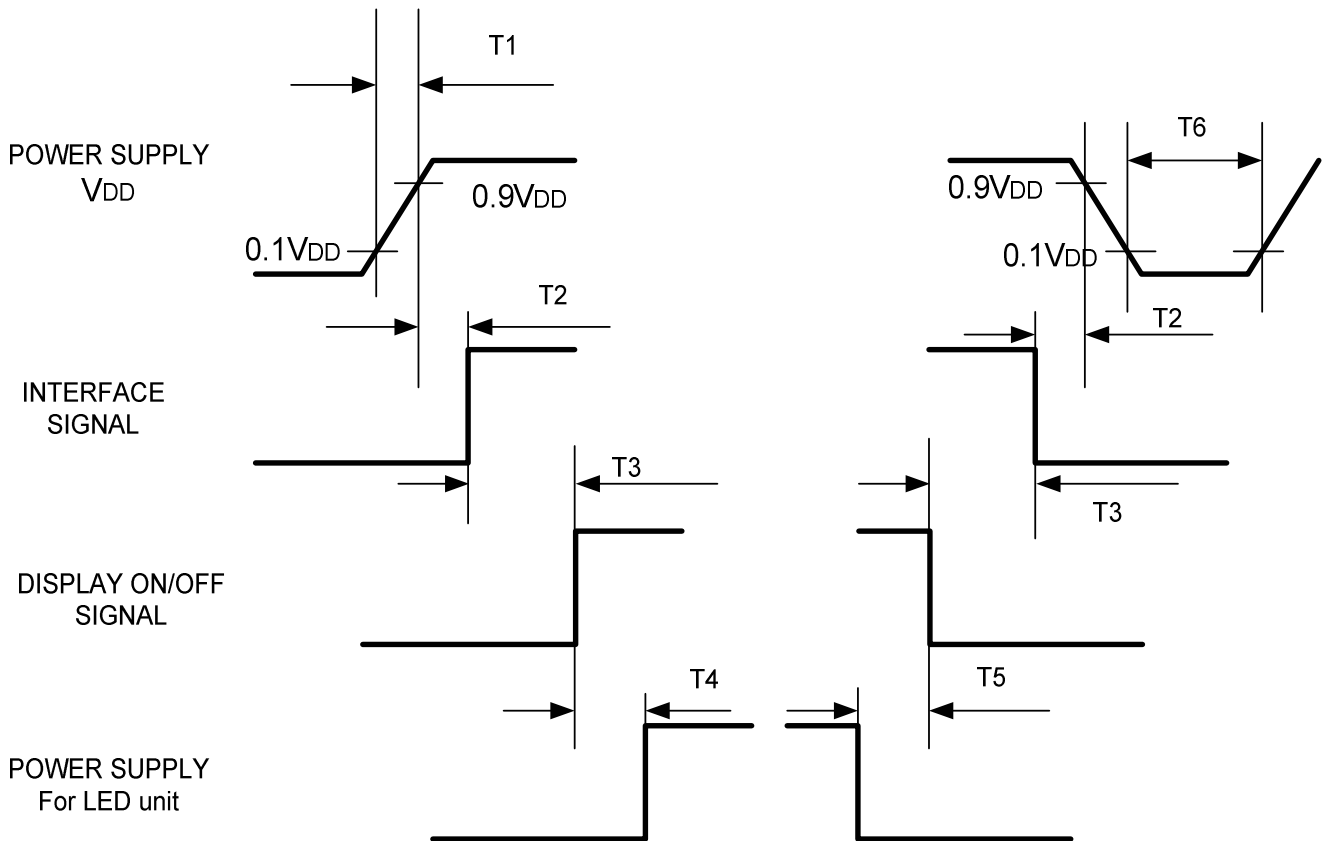 T1
T6
POWER SUPPLY
VDD
0.9VDD
0.9VDD
0.1VDD
0.1VDD
T2
T2
INTERFACE
SIGNAL
T3
T3
DISPLAY ON/OFF
SIGNAL
T4
T5
POWER SUPPLY
For LED unit